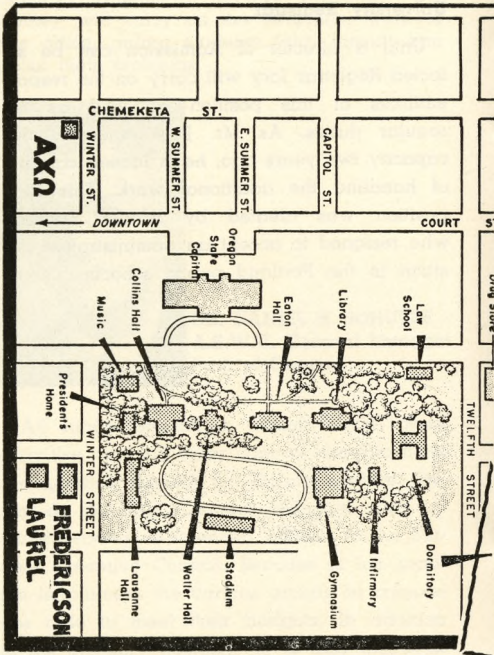 CHEMEKETA ST.
WINTER ST.
W. SUMMER ST
E. SUMMER ST
CAPITOL ST.
ΑΧΩ
DOWNTOWN
COURT ST
Oregon
State
Capitol
Collins Hall
Music
President's
Home
Eaton
Hall
Library
Law
School
TWELFTH STREET
WINTER STREET
FREDERICSON
LAUREL
Lausanne
Hall
Waller Hall
Stadium
Gymnasium
Infirmary
Dormitory